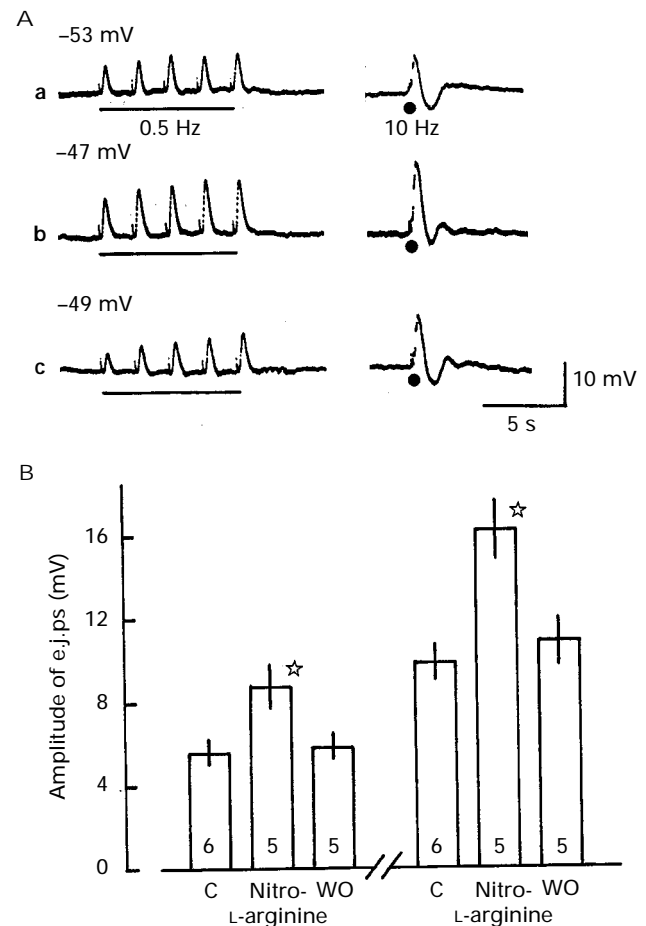 A
–53 mV
a
0.5 Hz
10 Hz
–47 mV
b
–49 mV
c
10 mV
5 s
B
Amplitude of e.j.ps (mV)
16
12
8
4
0
6 5 5 6 5 5
C Nitro- WO C Nitro- WO
L-arginine L-arginine